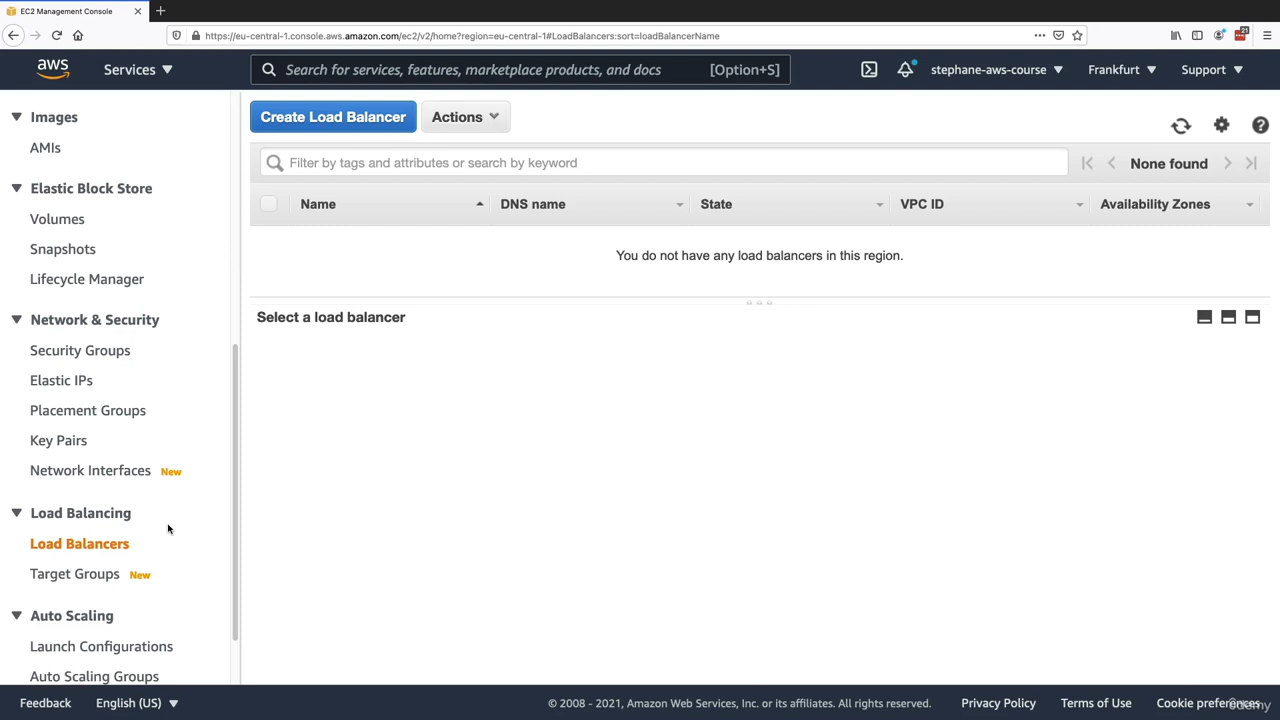 EC2 Management Console
https://eu-central-1.console.aws.amazon.com/ec2/v2/home?region=eu-central-1#LoadBalancers:sort=loadBalancerName
21
aws
Services
Search for services, features, marketplace products, and docs
[Option+S]
stephane-aws-course
Frankfurt
Support
Images
AMIs
Elastic Block Store
Volumes
Snapshots
Lifecycle Manager
Network & Security
Security Groups
Elastic IPs
Placement Groups
Key Pairs
Network Interfaces New
Load Balancing
Load Balancers
Target Groups New
Auto Scaling
Launch Configurations
Auto Scaling Groups
Create Load Balancer
Actions
Filter by tags and attributes or search by keyword
None found
Name
DNS name
State
VPC ID
Availability Zones
You do not have any load balancers in this region.
Select a load balancer
Feedback
English (US)
© 2008 - 2021, Amazon Web Services, Inc. or its affiliates. All rights reserved.
Privacy Policy
Terms of Use
Cookie preferences
Udemy